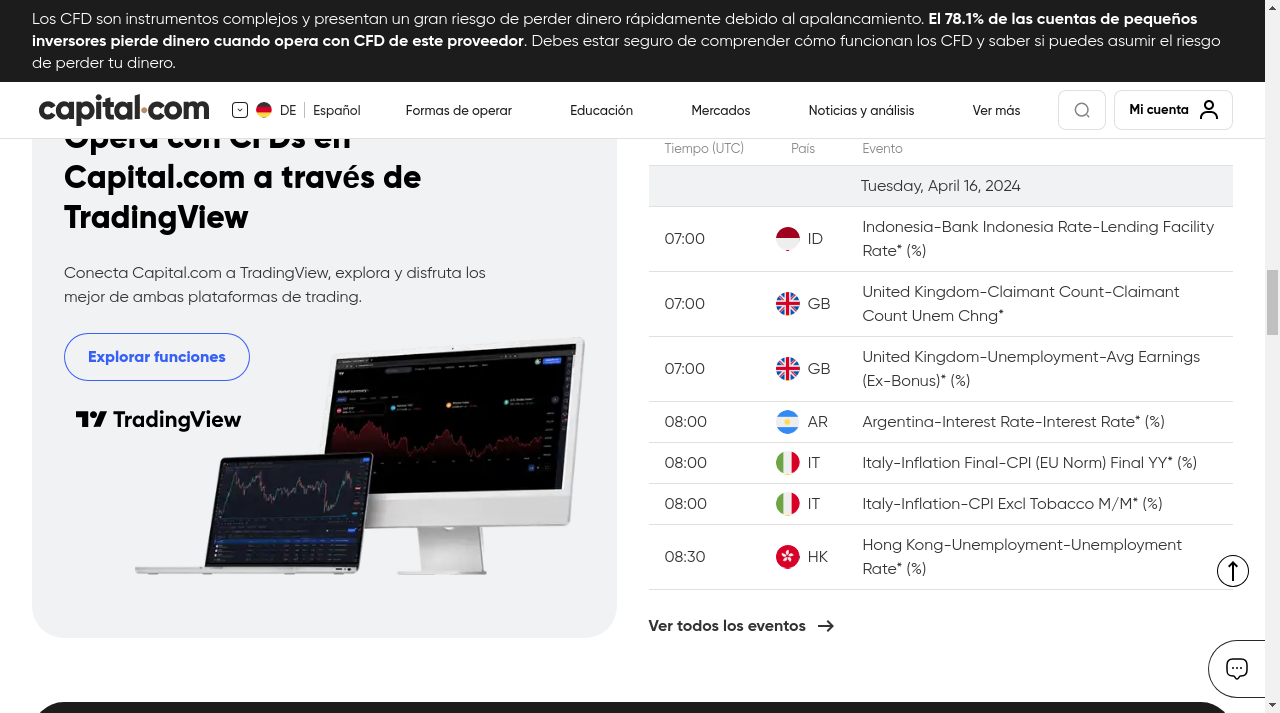 Los CFD son instrumentos complejos y presentan un gran riesgo de perder dinero rápidamente debido al apalancamiento. El 78.1% de las cuentas de pequeños
inversores pierde dinero cuando opera con CFD de este proveedor. Debes estar seguro de comprender cómo funcionan los CFD y saber si puedes asumir el riesgo
de perder tu dinero.
capital.com
DE
Español
Formas de operar
Educación
Mercados
Noticias y análisis
Ver más
Mi cuenta
Opera con CFDs en
Capital.com a través de
TradingView
Conecta Capital.com a TradingView, explora y disfruta los
mejor de ambas plataformas de trading.
Explorar funciones
TradingView
Tiempo (UTC) País Evento
Tuesday, April 16, 2024
07:00 ID Indonesia-Bank Indonesia Rate-Lending Facility
Rate* (%)
07:00 GB United Kingdom-Claimant Count-Claimant
Count Unem Chng*
07:00 GB United Kingdom-Unemployment-Avg Earnings
(Ex-Bonus)* (%)
08:00 AR Argentina-Interest Rate-Interest Rate* (%)
08:00 IT Italy-Inflation Final-CPI (EU Norm) Final YY* (%)
08:00 IT Italy-Inflation-CPI Excl Tobacco M/M* (%)
08:30 HK Hong Kong-Unemployment-Unemployment
Rate* (%)
Ver todos los eventos